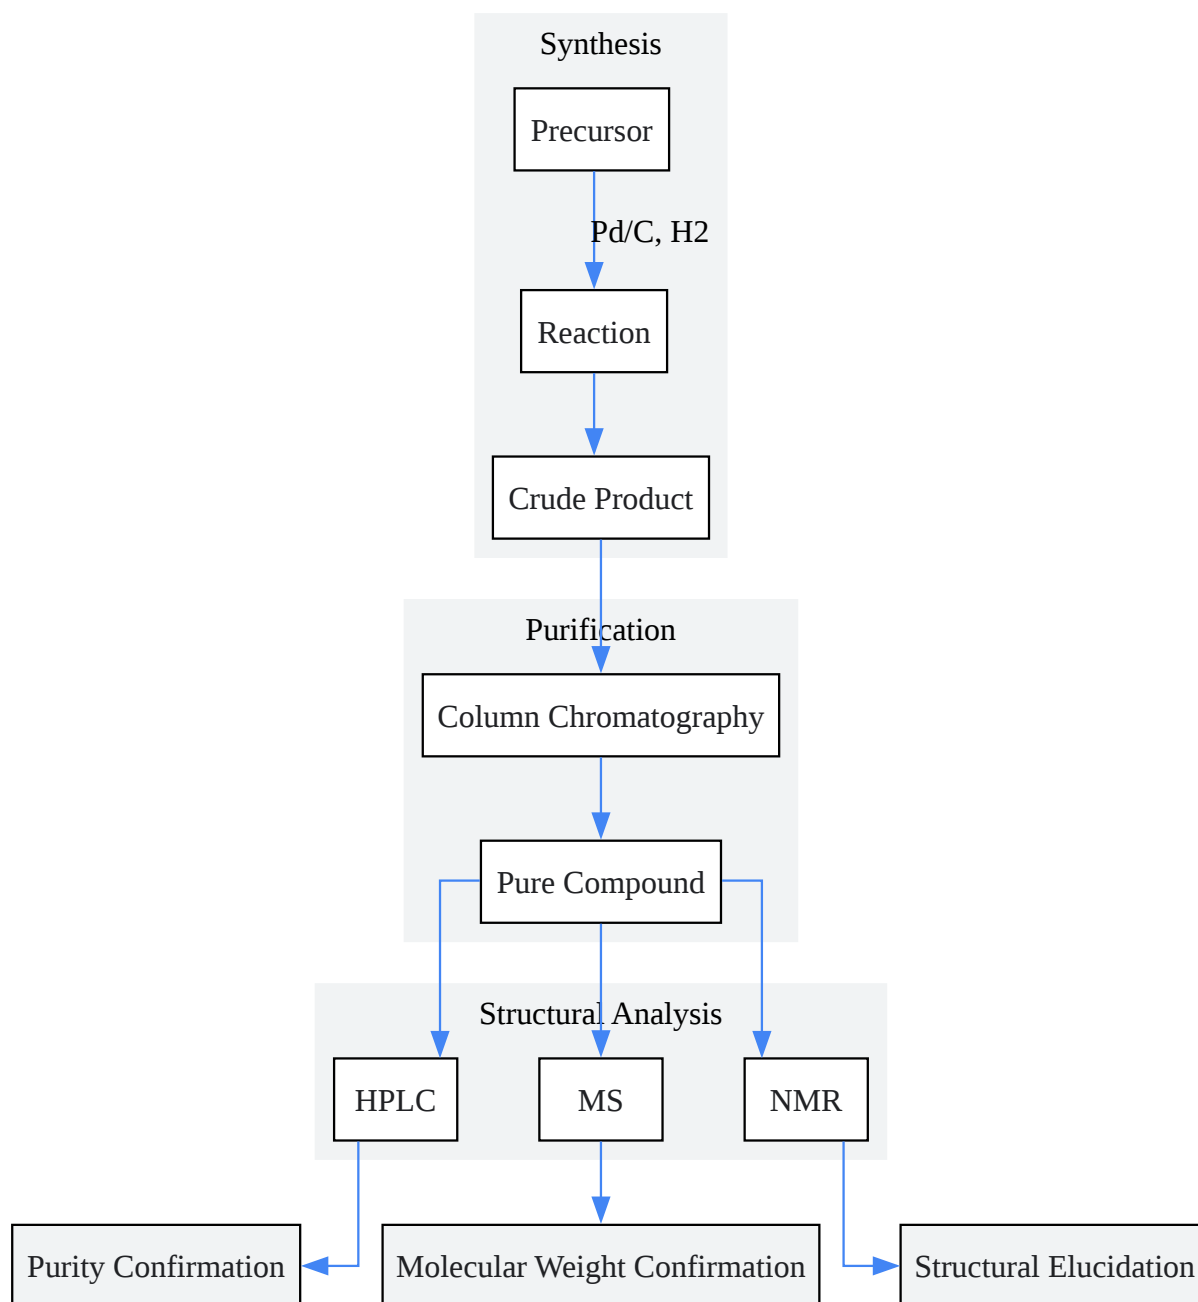 Synthesis
Precursor
Pd/C, H2
Reaction
Crude Product
Purification
Column Chromatography
Pure Compound
Structural Analysis
HPLC
MS
NMR
Purity Confirmation
Molecular Weight Confirmation
Structural Elucidation